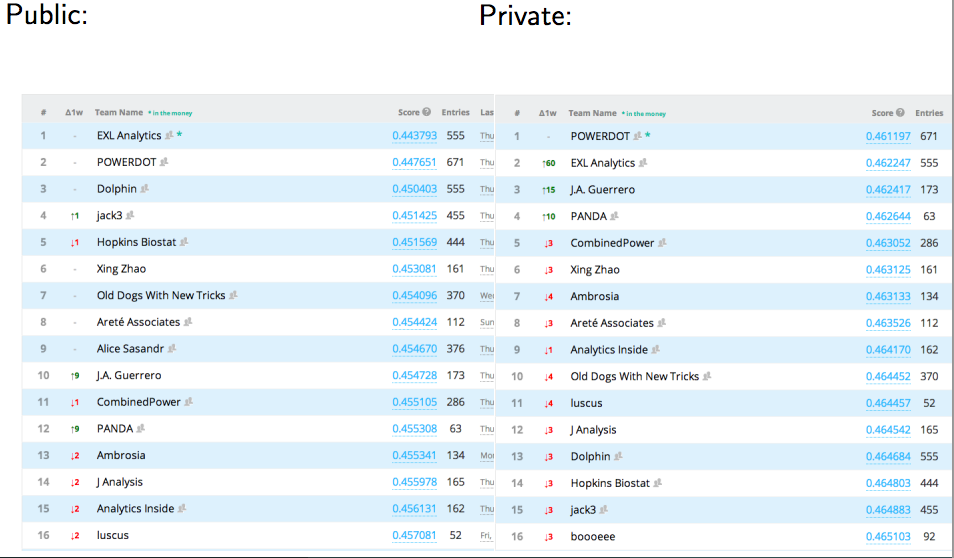 Public:
Private:
# Δ1w Team Name * in the money Score Entries Las
1 - EXL Analytics * 0.443793 555 Thu
2 - POWERDOT 0.447651 671 Thu
3 - Dolphin 0.450403 555 Thu
4 ↑1 jack3 0.451425 455 Thu
5 ↓1 Hopkins Biostat 0.451569 444 Thu
6 - Xing Zhao 0.453081 161 Thu
7 - Old Dogs With New Tricks 0.454096 370 Wed
8 - Areté Associates 0.454424 112 Sun
9 - Alice Sasandr 0.454670 376 Thu
10 ↑9 J.A. Guerrero 0.454728 173 Thu
11 ↓1 CombinedPower 0.455105 286 Thu
12 ↑9 PANDA 0.455308 63 Thu
13 ↓2 Ambrosia 0.455341 134 Mo
14 ↓2 J Analysis 0.455978 165 Thu
15 ↓2 Analytics Inside 0.456131 162 Thu
16 ↓2 luscus 0.457081 52 Fri,
# Δ1w Team Name * in the money Score Entries
1 - POWERDOT * 0.461197 671
2 ↑60 EXL Analytics 0.462247 555
3 ↑15 J.A. Guerrero 0.462417 173
4 ↑10 PANDA 0.462644 63
5 ↓3 CombinedPower 0.463052 286
6 ↓3 Xing Zhao 0.463125 161
7 ↓4 Ambrosia 0.463133 134
8 ↓3 Areté Associates 0.463526 112
9 ↓1 Analytics Inside 0.464170 162
10 ↓4 Old Dogs With New Tricks 0.464452 370
11 ↓4 luscus 0.464457 52
12 ↓3 J Analysis 0.464542 165
13 ↓3 Dolphin 0.464684 555
14 ↓3 Hopkins Biostat 0.464803 444
15 ↓3 jack3 0.464883 455
16 ↓3 boooeee 0.465103 92